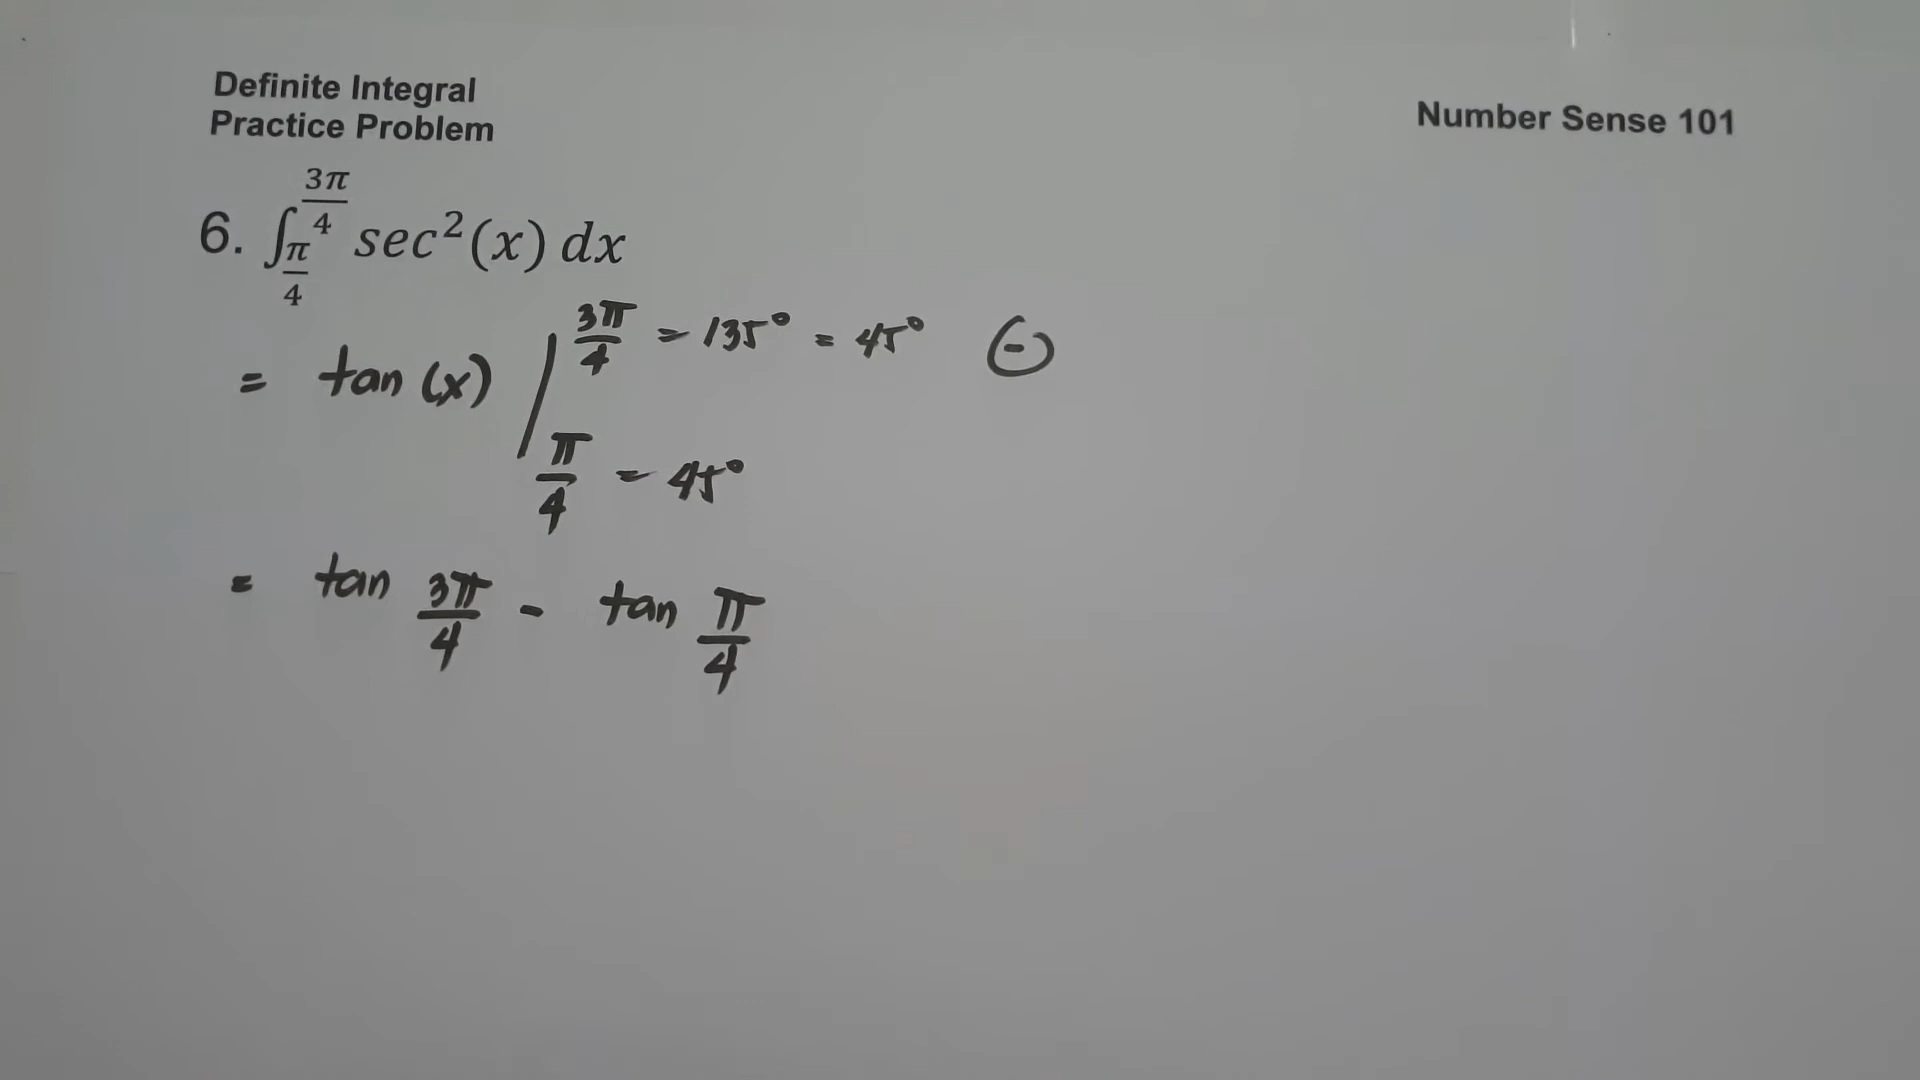 Definite Integral
Practice Problem
Number Sense 101
6. ∫_{π/4}^{3π/4} sec²(x) dx
= tan (x) | 3π/4 = 135° = 45° ⊖
π/4 = 45°
= tan 3π/4 - tan π/4